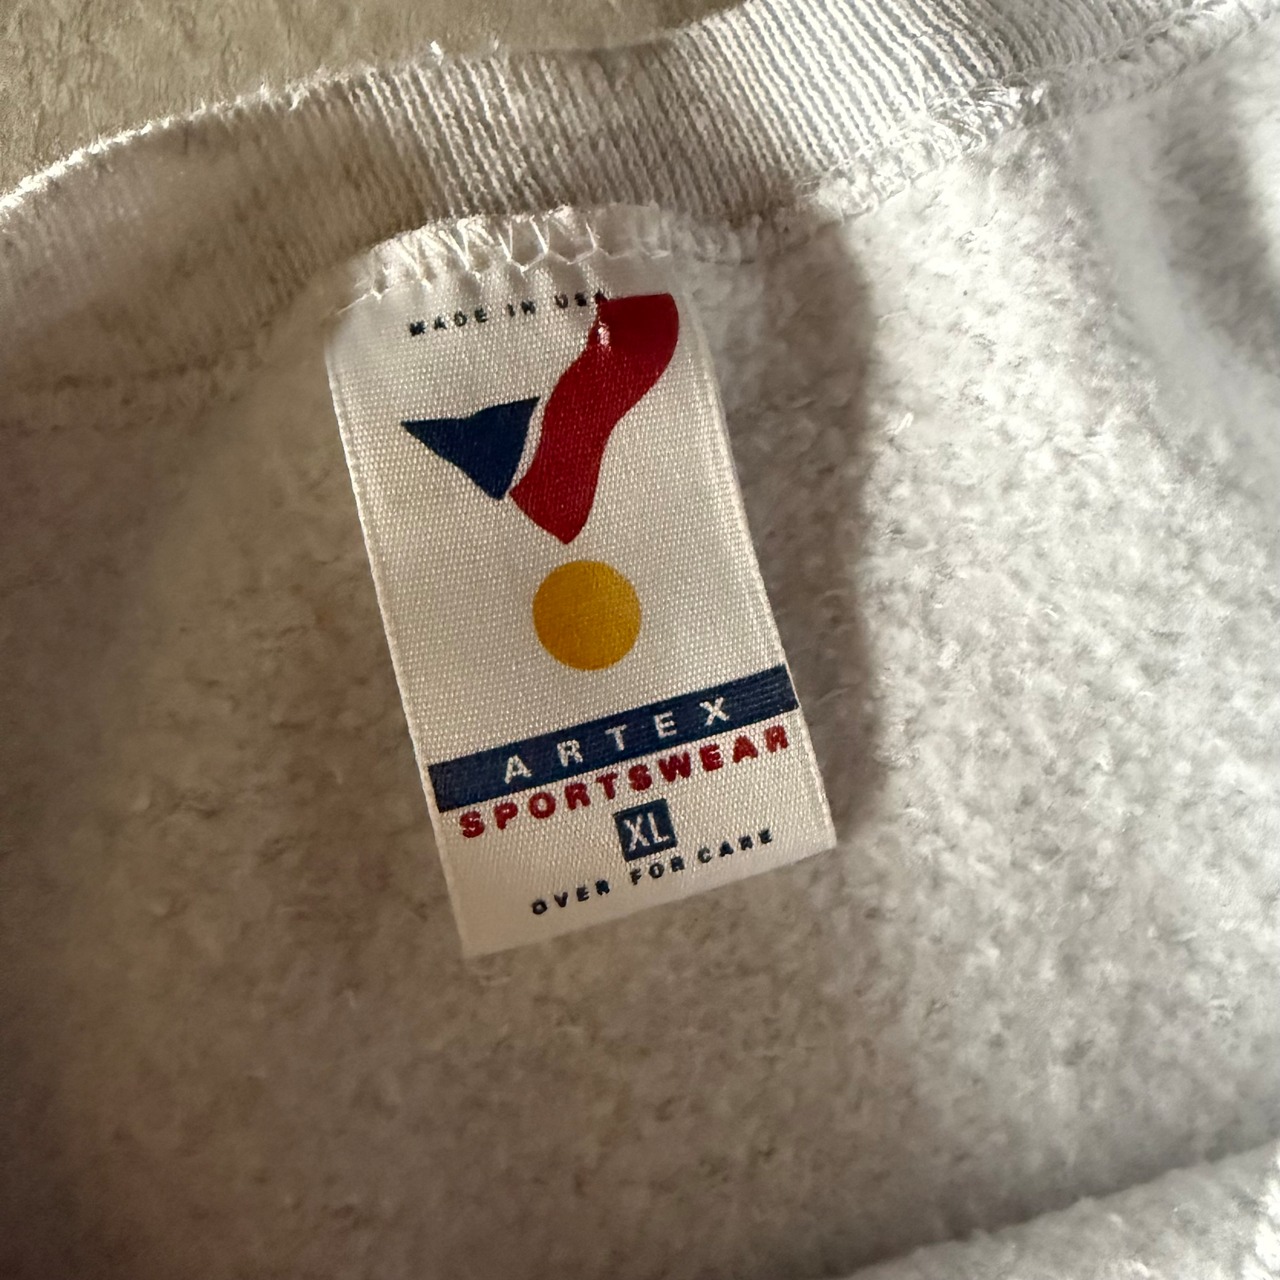 MADE IN USA
ARTEX
SPORTSWEAR
XL
OVER FOR CARE